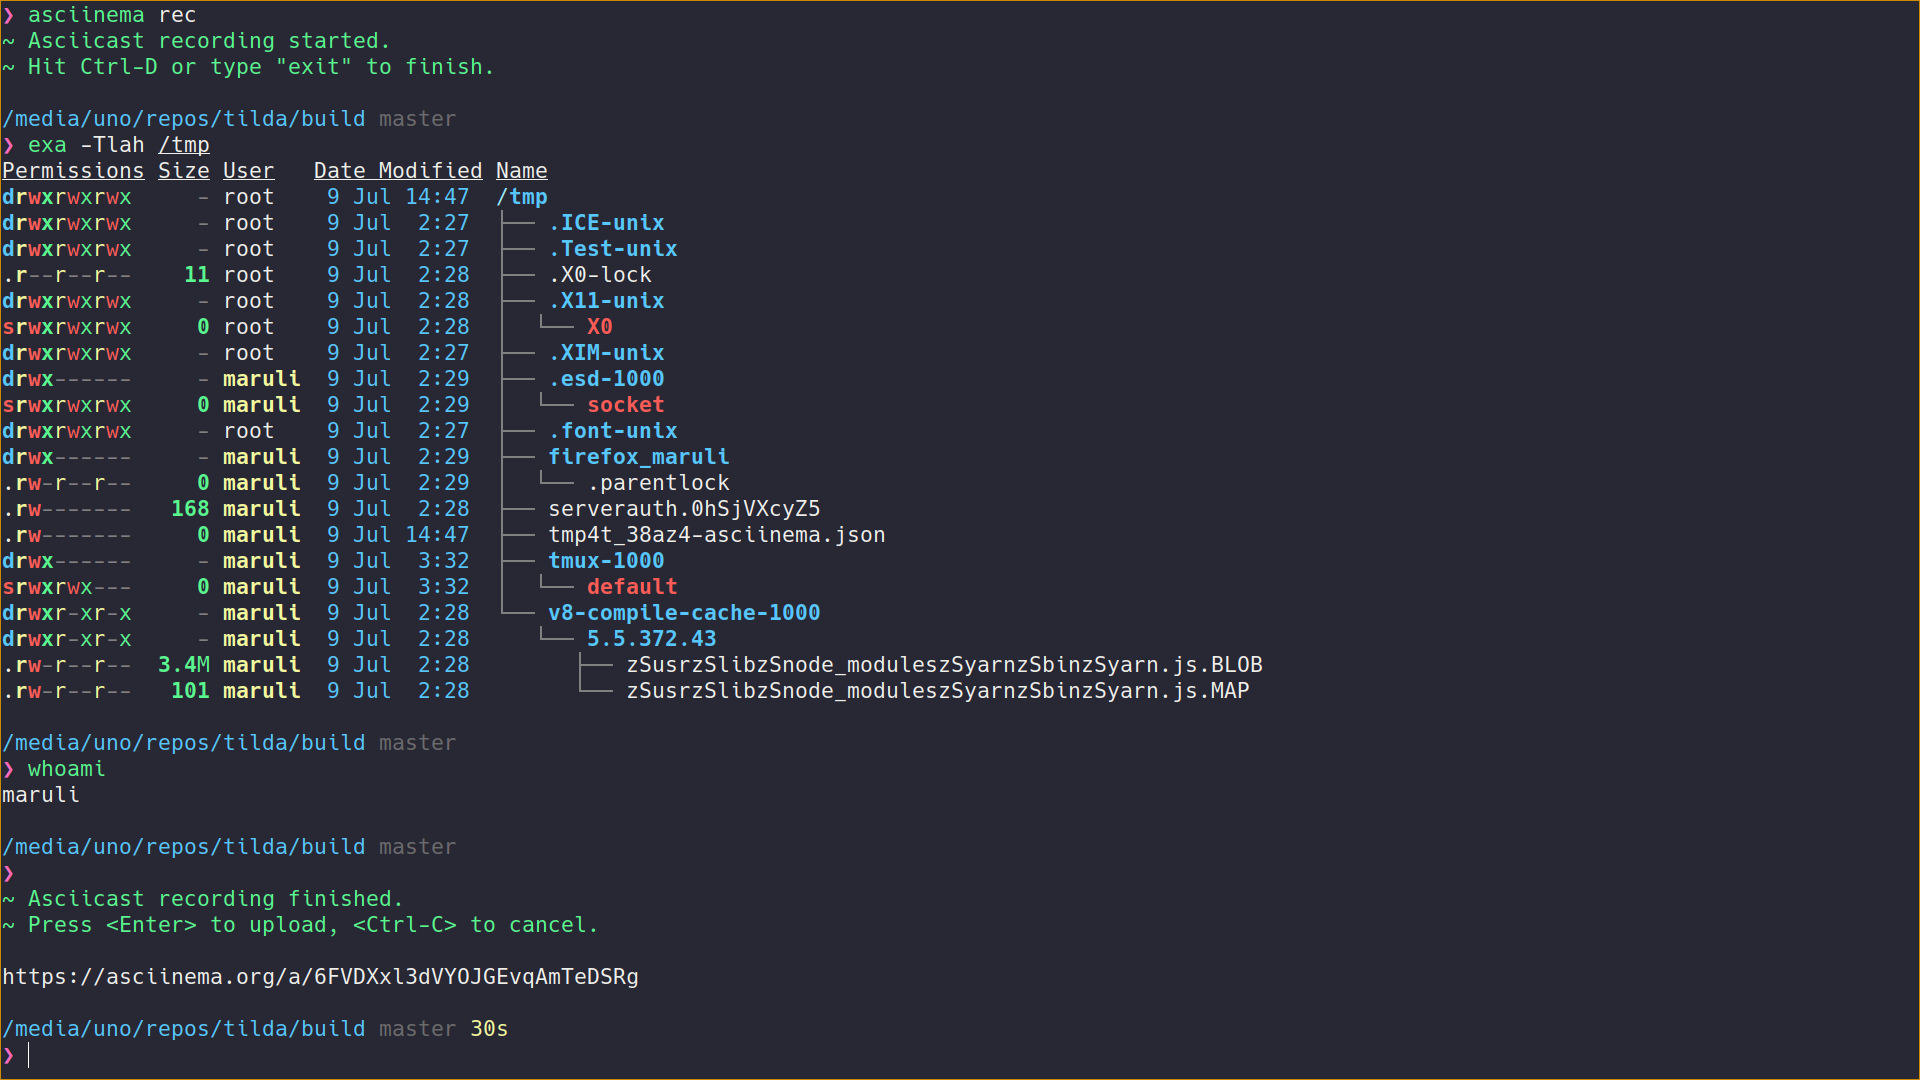 ❯ asciinema rec
~ Asciicast recording started.
~ Hit Ctrl-D or type "exit" to finish.

/media/uno/repos/tilda/build master
❯ exa -Tlah /tmp
Permissions Size User   Date Modified Name
drwxrwxrwx     - root    9 Jul 14:47  /tmp
drwxrwxrwx     - root    9 Jul  2:27  ├── .ICE-unix
drwxrwxrwx     - root    9 Jul  2:27  ├── .Test-unix
.r--r--r--    11 root    9 Jul  2:28  ├── .X0-lock
drwxrwxrwx     - root    9 Jul  2:28  ├── .X11-unix
srwxrwxrwx     0 root    9 Jul  2:28  │  └── X0
drwxrwxrwx     - root    9 Jul  2:27  ├── .XIM-unix
drwx------     - maruli  9 Jul  2:29  ├── .esd-1000
srwxrwxrwx     0 maruli  9 Jul  2:29  │  └── socket
drwxrwxrwx     - root    9 Jul  2:27  ├── .font-unix
drwx------     - maruli  9 Jul  2:29  ├── firefox_maruli
.rw-r--r--     0 maruli  9 Jul  2:29  │  └── .parentlock
.rw-------   168 maruli  9 Jul  2:28  ├── serverauth.0hSjVXcyZ5
.rw-------     0 maruli  9 Jul 14:47  ├── tmp4t_38az4-asciinema.json
drwx------     - maruli  9 Jul  3:32  ├── tmux-1000
srwxrwx---     0 maruli  9 Jul  3:32  │  └── default
drwxr-xr-x     - maruli  9 Jul  2:28  └── v8-compile-cache-1000
drwxr-xr-x     - maruli  9 Jul  2:28     └── 5.5.372.43
.rw-r--r--  3.4M maruli  9 Jul  2:28        ├── zSusrzSlibzSnode_moduleszSyarnzSbinzSyarn.js.BLOB
.rw-r--r--   101 maruli  9 Jul  2:28        └── zSusrzSlibzSnode_moduleszSyarnzSbinzSyarn.js.MAP

/media/uno/repos/tilda/build master
❯ whoami
maruli

/media/uno/repos/tilda/build master
❯
~ Asciicast recording finished.
~ Press <Enter> to upload, <Ctrl-C> to cancel.

https://asciinema.org/a/6FVDXxl3dVYOJGEvqAmTeDSRg

/media/uno/repos/tilda/build master 30s
❯